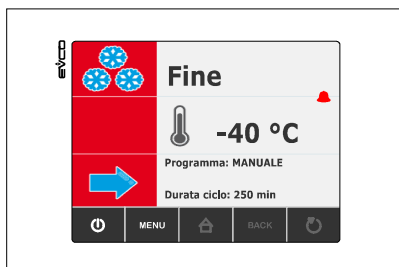 EVCO
Fine
-40 °C
Programma: MANUALE
Durata ciclo: 250 min
MENU
BACK